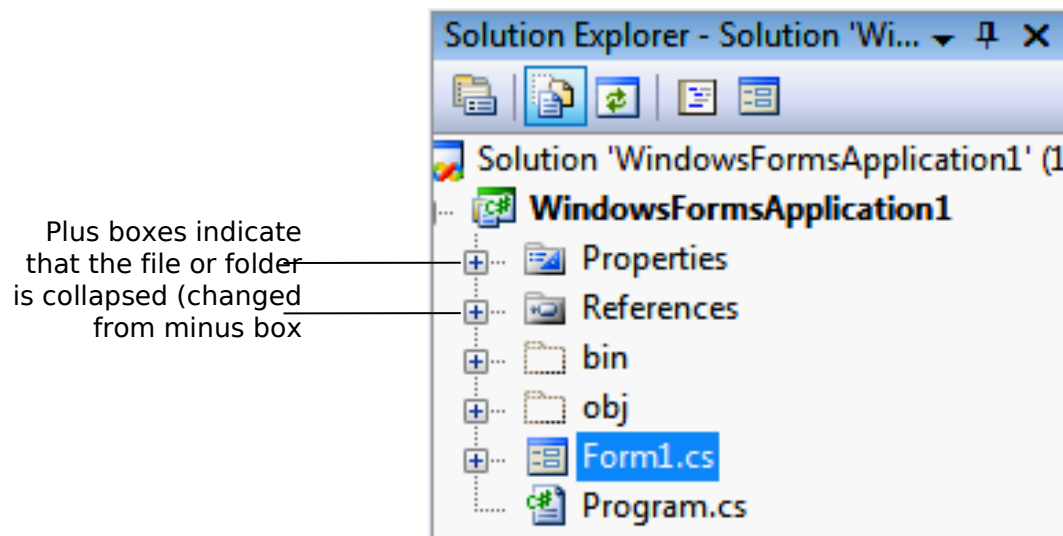 Solution Explorer - Solution 'Wi...
Solution 'WindowsFormsApplication1' (1
WindowsFormsApplication1
Plus boxes indicate
that the file or folder
is collapsed (changed
from minus box
Properties
References
bin
obj
Form1.cs
Program.cs